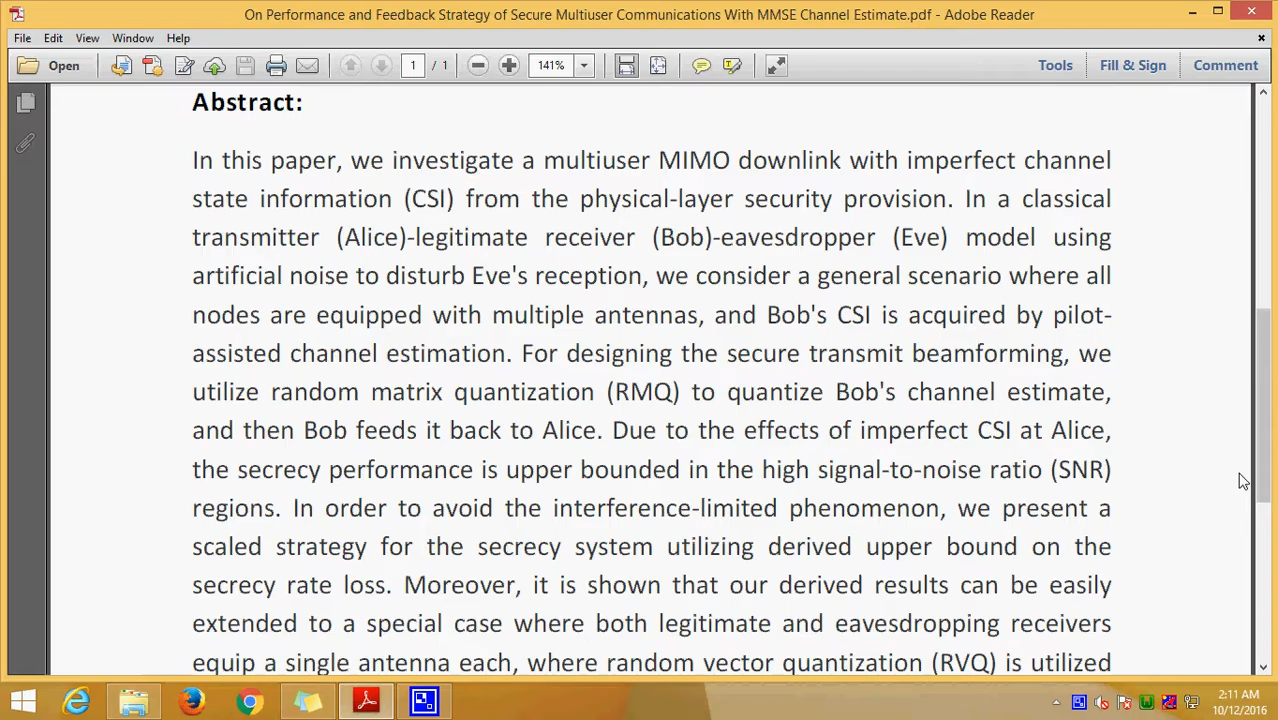 On Performance and Feedback Strategy of Secure Multiuser Communications With MMSE Channel Estimate.pdf - Adobe Reader
File Edit View Window Help
Open 1 / 1 141% Tools Fill & Sign Comment
Abstract:
In this paper, we investigate a multiuser MIMO downlink with imperfect channel
state information (CSI) from the physical-layer security provision. In a classical
transmitter (Alice)-legitimate receiver (Bob)-eavesdropper (Eve) model using
artificial noise to disturb Eve's reception, we consider a general scenario where all
nodes are equipped with multiple antennas, and Bob's CSI is acquired by pilot-
assisted channel estimation. For designing the secure transmit beamforming, we
utilize random matrix quantization (RMQ) to quantize Bob's channel estimate,
and then Bob feeds it back to Alice. Due to the effects of imperfect CSI at Alice,
the secrecy performance is upper bounded in the high signal-to-noise ratio (SNR)
regions. In order to avoid the interference-limited phenomenon, we present a
scaled strategy for the secrecy system utilizing derived upper bound on the
secrecy rate loss. Moreover, it is shown that our derived results can be easily
extended to a special case where both legitimate and eavesdropping receivers
equip a single antenna each, where random vector quantization (RVQ) is utilized
2:11 AM
10/12/2016